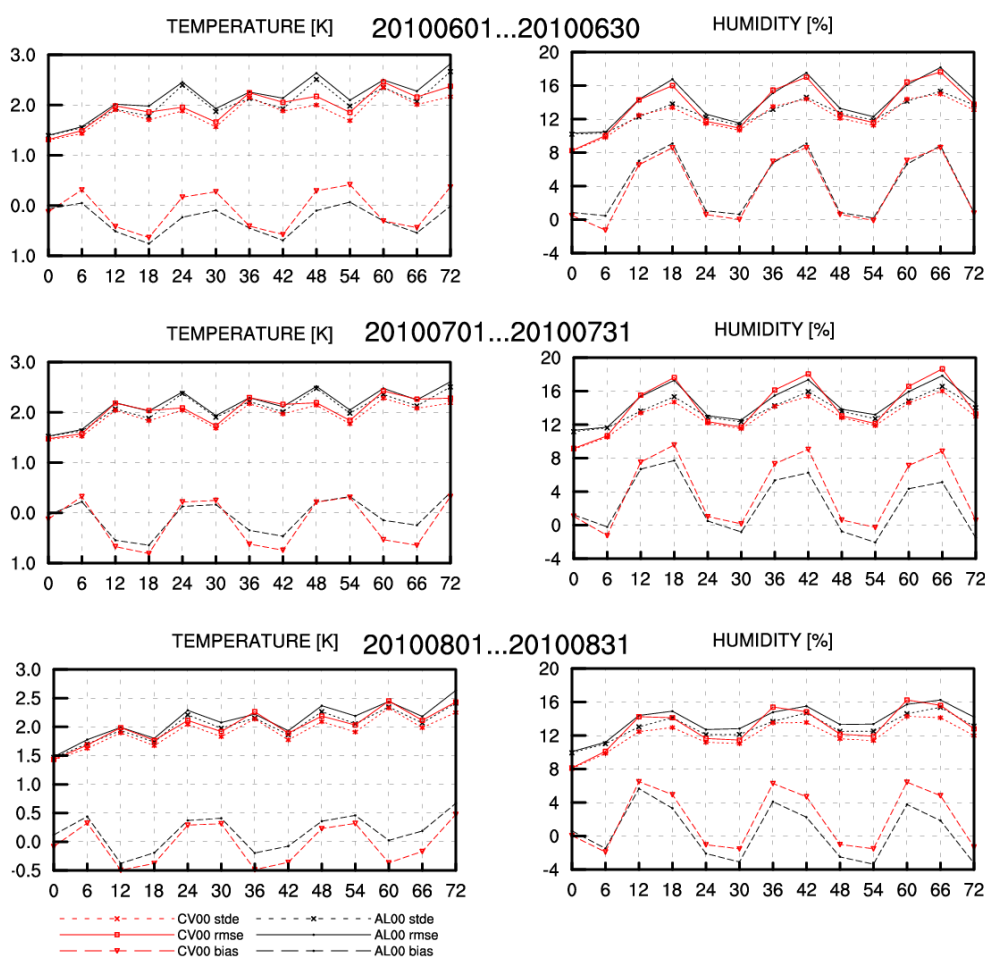 TEMPERATURE [K] 20100601...20100630 HUMIDITY [%]
3.0 20
2.0 16
12
1.0 8
0.0 4
0
1.0 -4
0 6 12 18 24 30 36 42 48 54 60 66 72 0 6 12 18 24 30 36 42 48 54 60 66 72
TEMPERATURE [K] 20100701...20100731 HUMIDITY [%]
3.0 20
2.0 16
12
1.0 8
0.0 4
0
1.0 -4
0 6 12 18 24 30 36 42 48 54 60 66 72 0 6 12 18 24 30 36 42 48 54 60 66 72
TEMPERATURE [K] 20100801...20100831 HUMIDITY [%]
3.0 20
2.5 16
2.0 12
1.5 8
1.0 4
0.5 0
0.0 -4
-0.5
0 6 12 18 24 30 36 42 48 54 60 66 72 0 6 12 18 24 30 36 42 48 54 60 66 72
CV00 stde AL00 stde
CV00 rmse AL00 rmse
CV00 bias AL00 bias